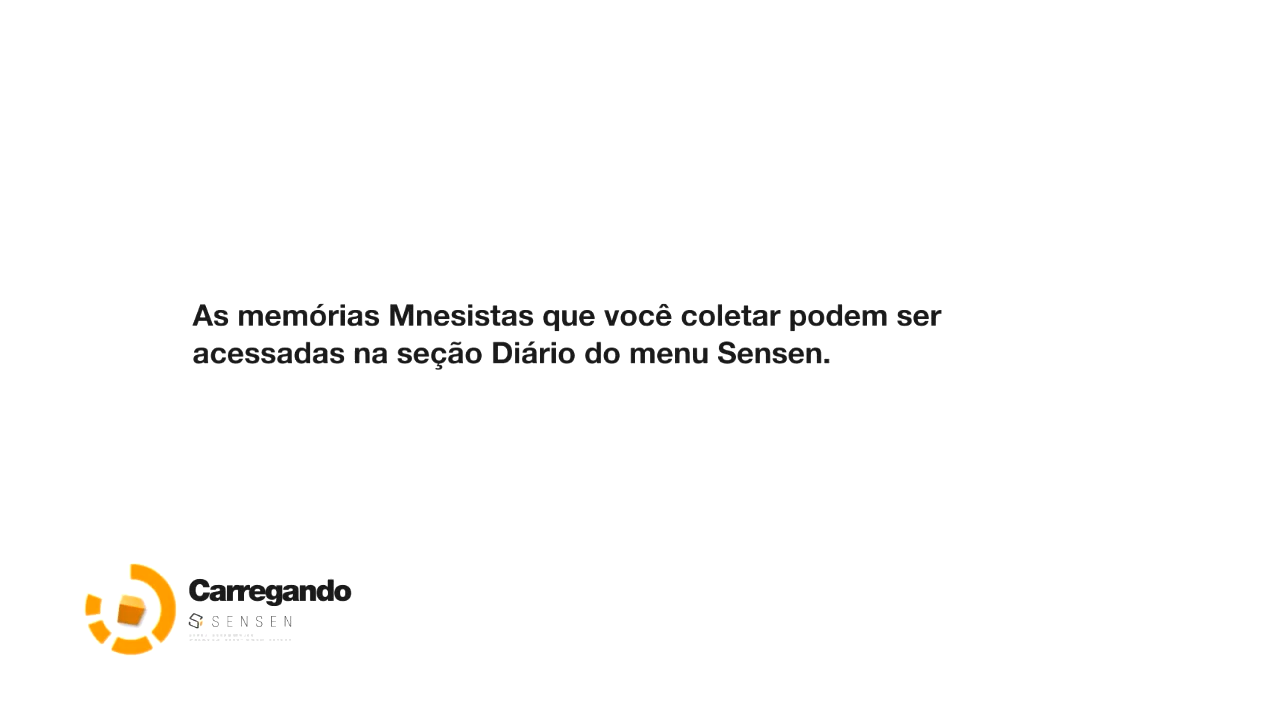 As memórias Mnesistas que você coletar podem ser
acessadas na seção Diário do menu Sensen.
Carregando
SENSEN